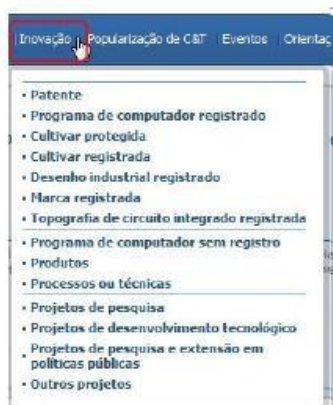 Inovação Popularização de C&T Eventos Orientaç
• Patente
• Programa de computador registrado
• Cultivar protegida
• Cultivar registrada
• Desenho industrial registrado
• Marca registrada
• Topografia de circuito integrado registrada
• Programa de computador sem registro
• Produtos
• Processos ou técnicas
• Projetos de pesquisa
• Projetos de desenvolvimento tecnológico
• Projetos de pesquisa e extensão em
políticas públicas
• Outros projetos